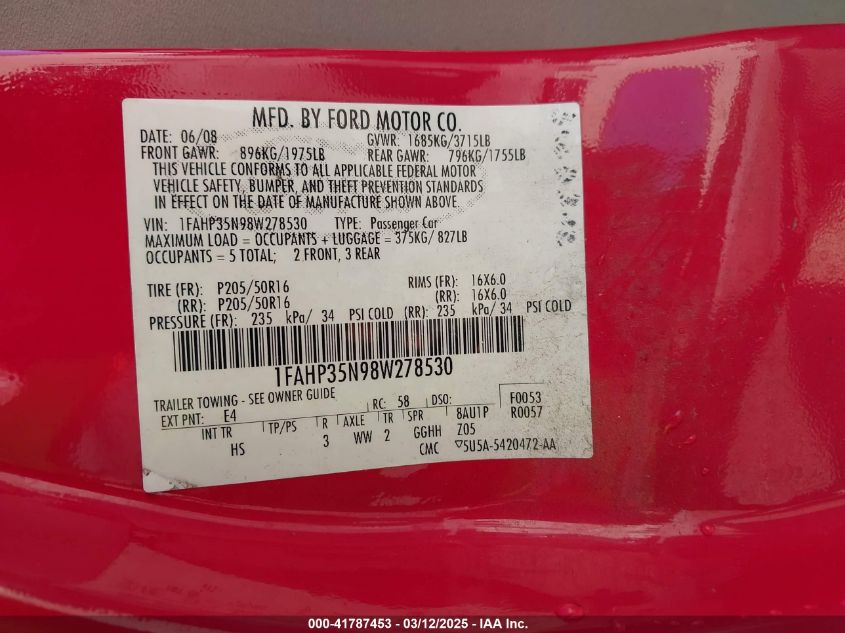 MFD. BY FORD MOTOR CO.
DATE: 06/08 GVWR: 1685KG/3715LB
FRONT GAWR: 896KG/1975LB REAR GAWR: 796KG/1755LB
THIS VEHICLE CONFORMS TO ALL APPLICABLE FEDERAL MOTOR
VEHICLE SAFETY, BUMPER, AND THEFT PREVENTION STANDARDS
IN EFFECT ON THE DATE OF MANUFACTURE SHOWN ABOVE.
VIN: 1FAHP35N98W278530 TYPE: Passenger Car
MAXIMUM LOAD = OCCUPANTS + LUGGAGE = 375KG/ 827LB
OCCUPANTS = 5 TOTAL; 2 FRONT, 3 REAR
TIRE (FR): P205/50R16 RIMS (FR): 16X6.0
(RR): P205/50R16 (RR): 16X6.0
PRESSURE (FR): 235 kPa/ 34 PSI COLD (RR): 235 kPa/ 34 PSI COLD
1FAHP35N98W278530
TRAILER TOWING - SEE OWNER GUIDE RC: 58 DSO: F0053
EXT PNT: E4 R0057
INT TR TP/PS R AXLE TR SPR 8AU1P
HS 3 WW 2 GGHH Z05
CMC ▽5U5A-5420472-AA
000-41787453 - 03/12/2025 - IAA Inc.